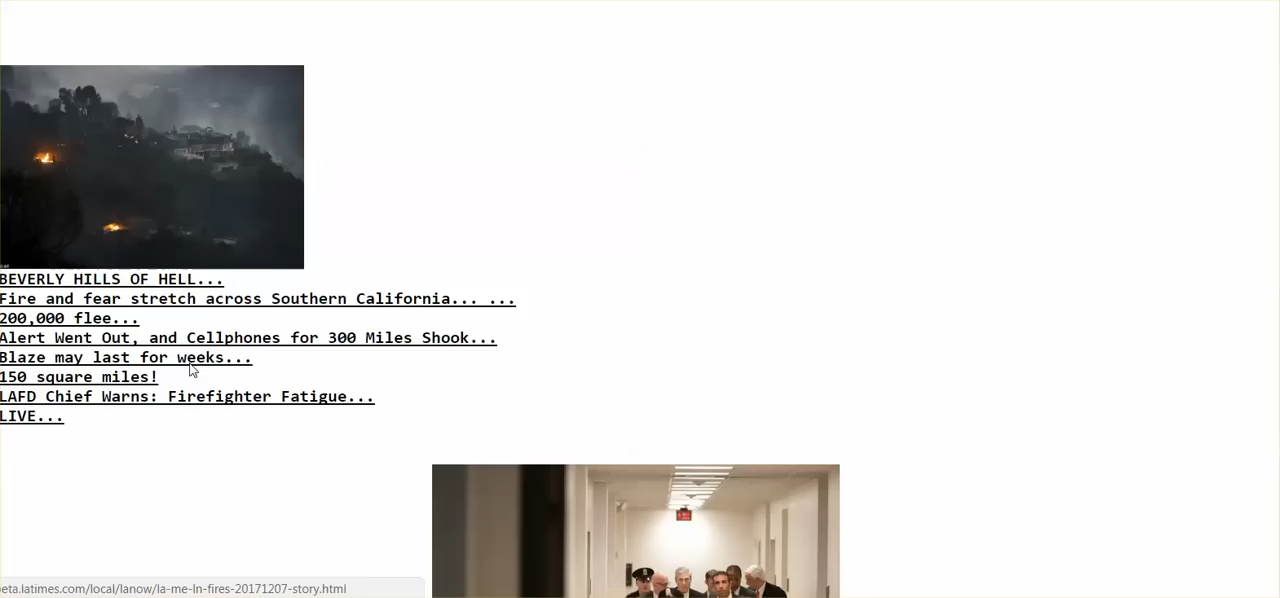 BEVERLY HILLS OF HELL...
Fire and fear stretch across Southern California... ...
200,000 flee...
Alert Went Out, and Cellphones for 300 Miles Shook...
Blaze may last for weeks...
150 square miles!
LAFD Chief Warns: Firefighter Fatigue...
LIVE...
eta.latimes.com/local/lanow/la-me-ln-fires-20171207-story.html